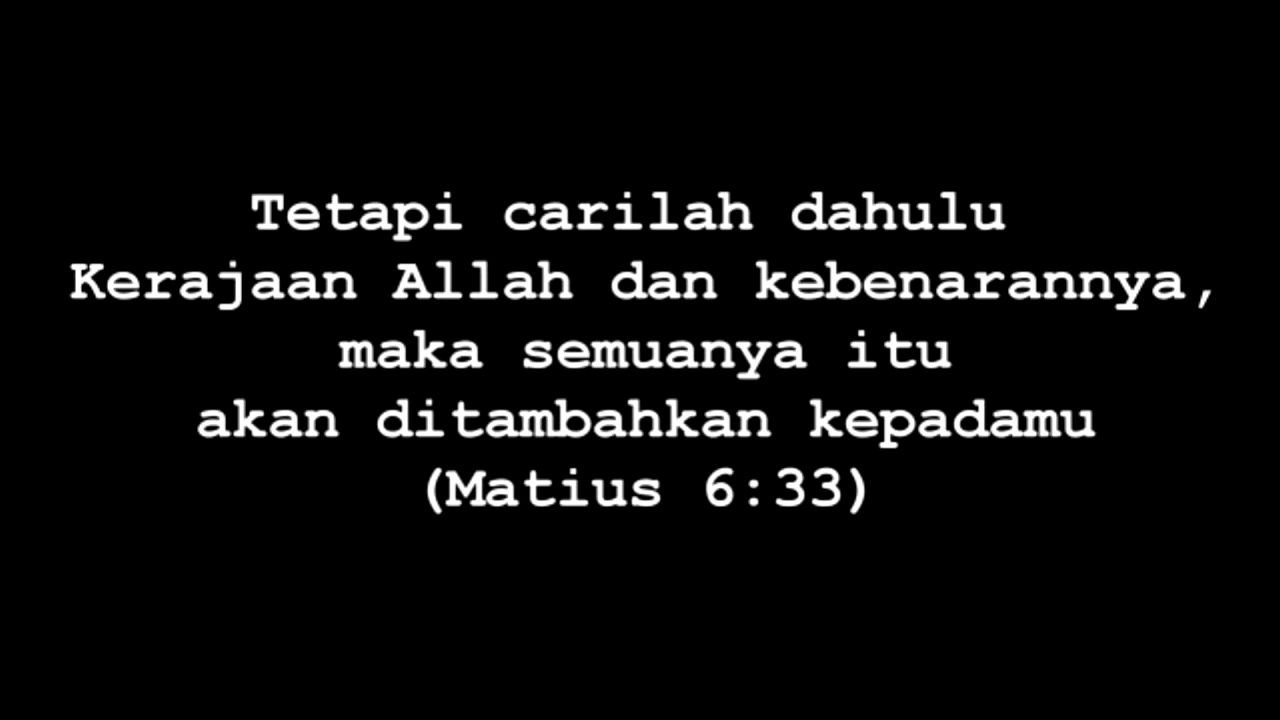 Tetapi carilah dahulu
Kerajaan Allah dan kebenarannya,
maka semuanya itu
akan ditambahkan kepadamu
(Matius 6:33)